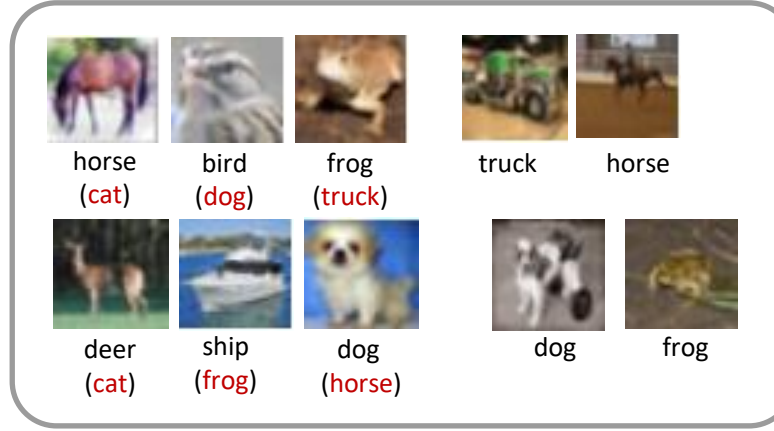 horse bird frog truck horse
(cat) (dog) (truck)
deer ship dog dog frog
(cat) (frog) (horse)